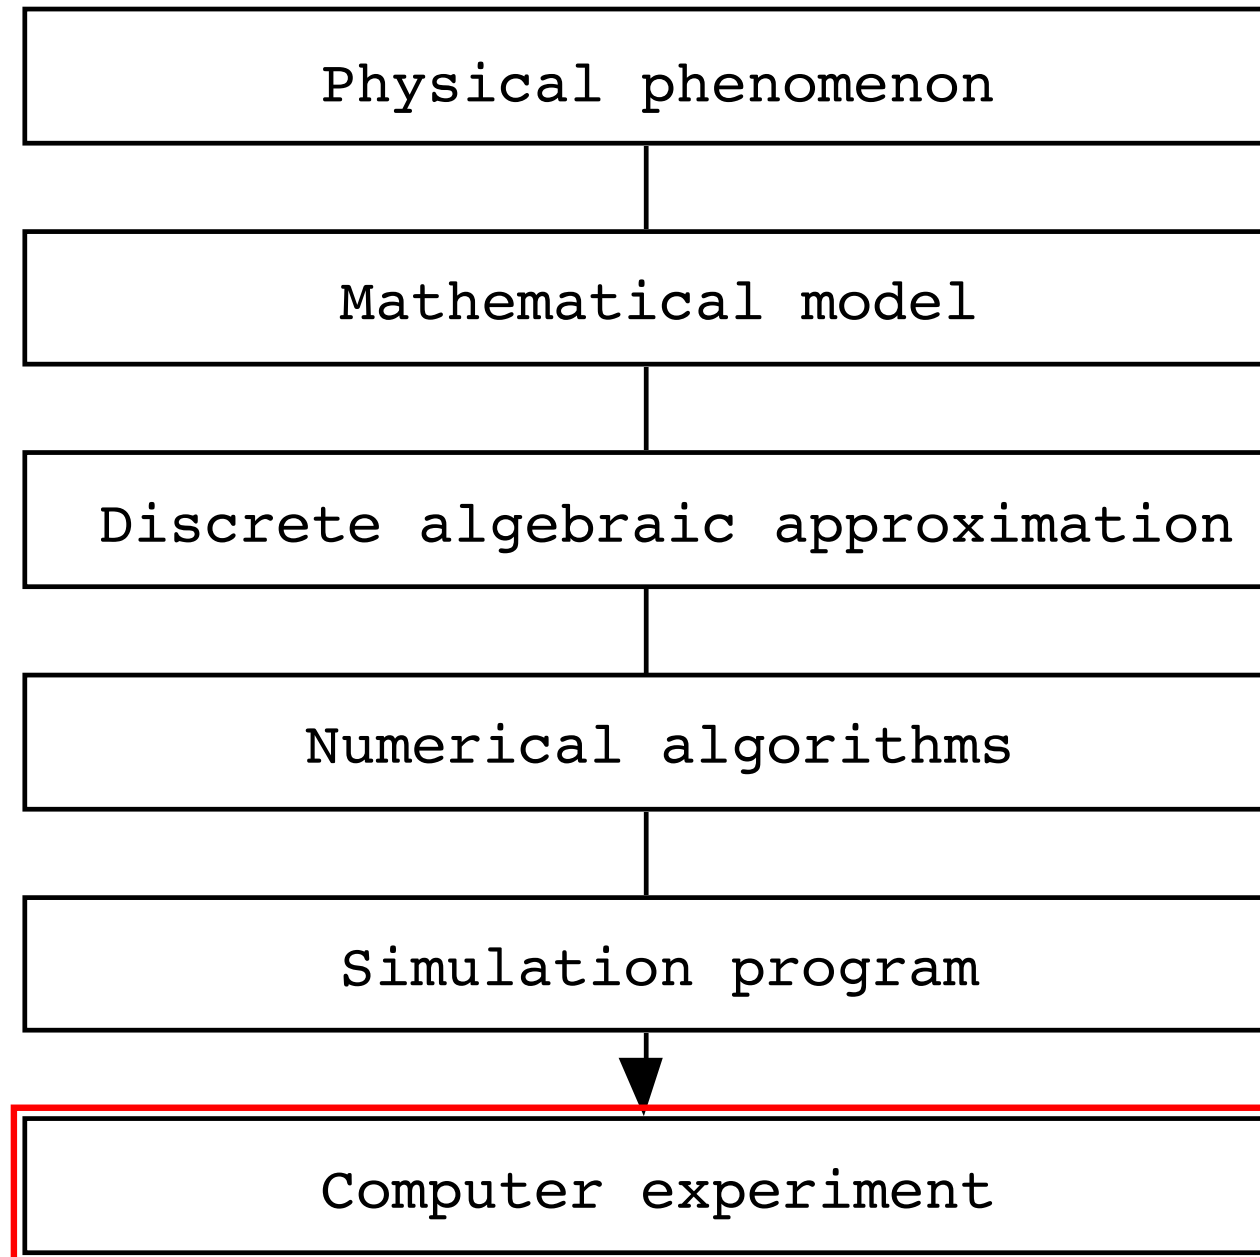 Physical phenomenon
Mathematical model
Discrete algebraic approximation
Numerical algorithms
Simulation program
Computer experiment